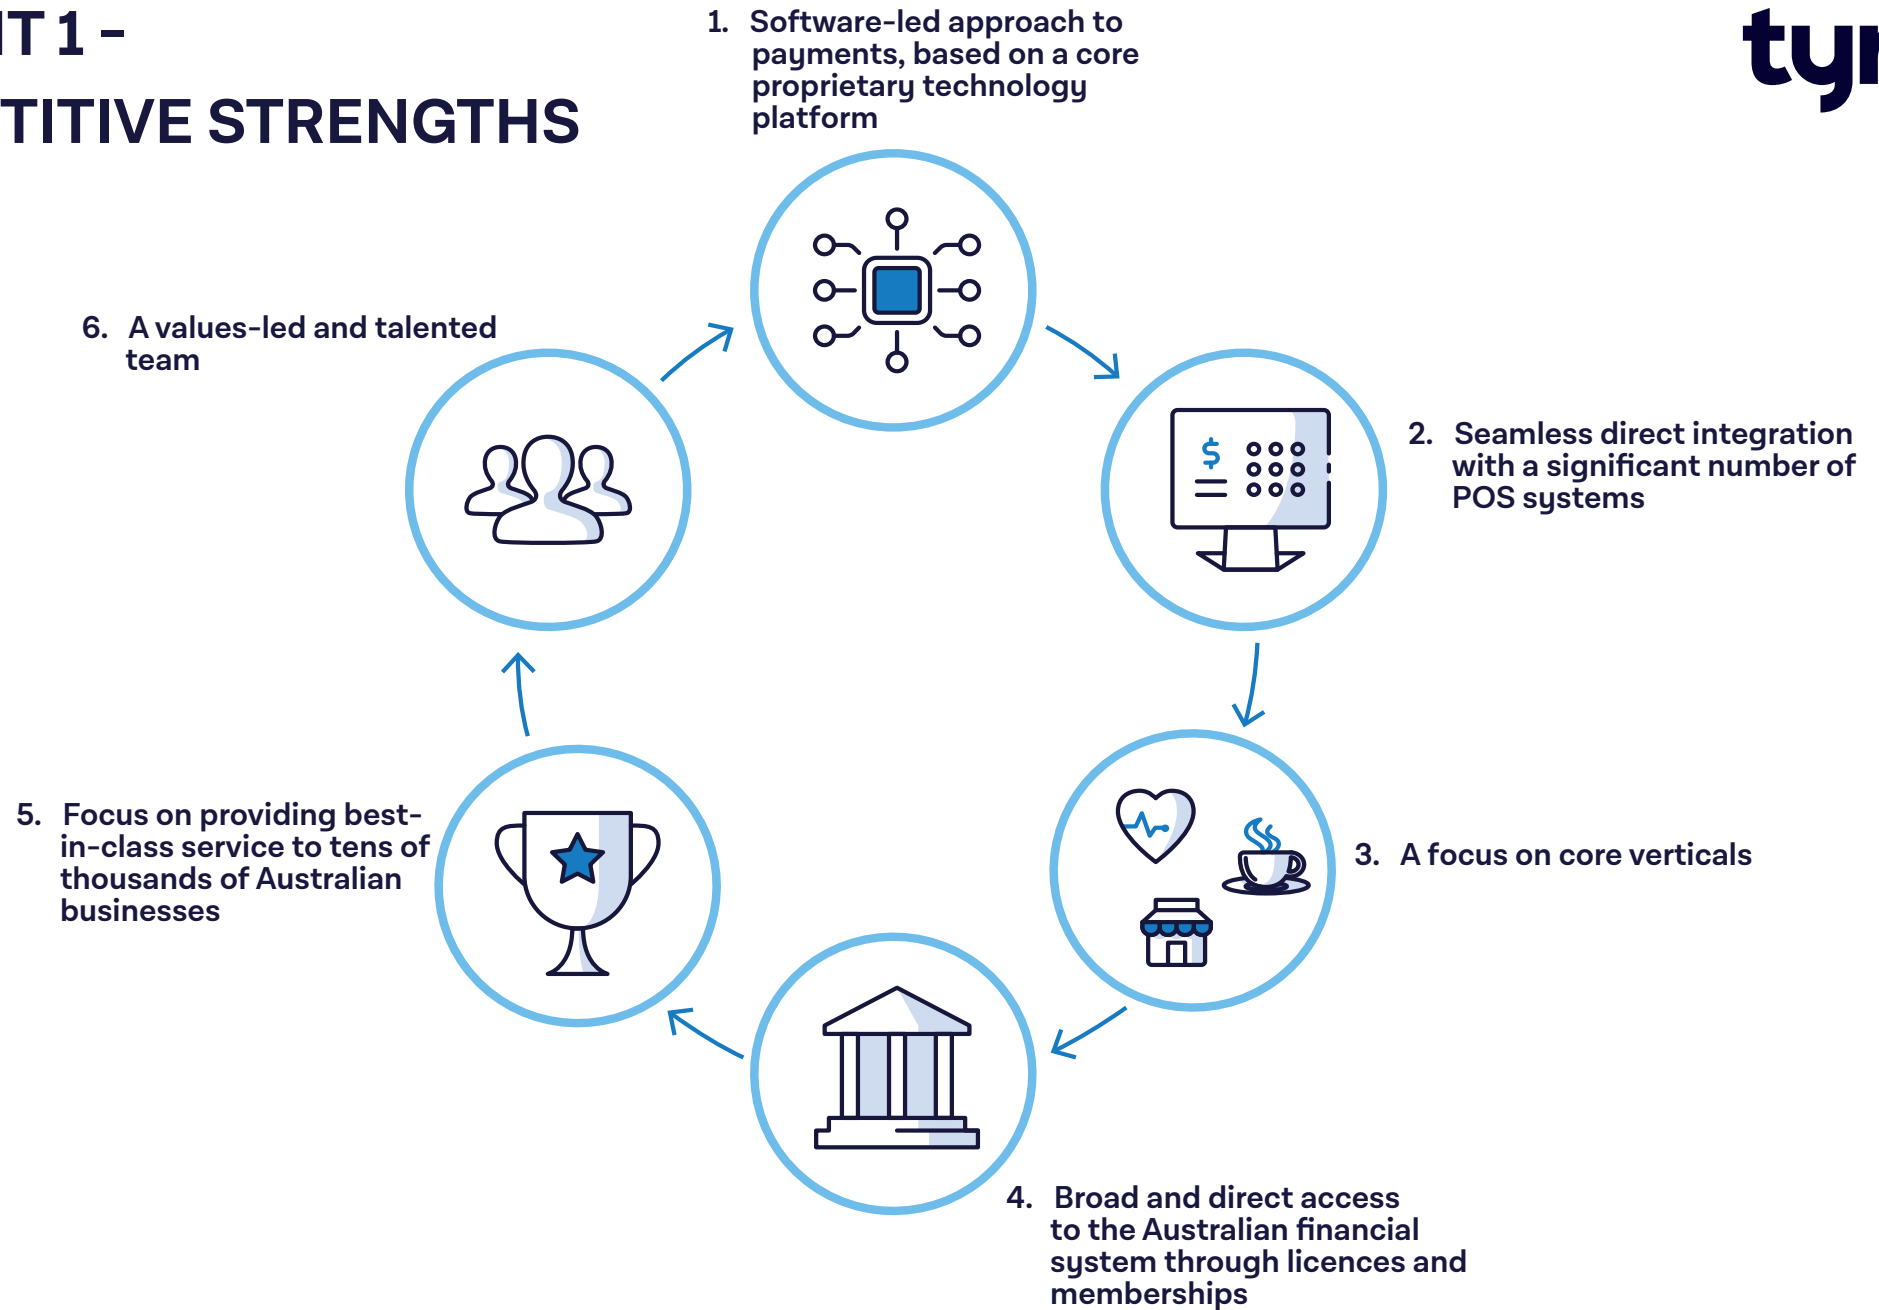 IT 1 –
TITIVE STRENGTHS
tyr
1. Software-led approach to
payments, based on a core
proprietary technology
platform
6. A values-led and talented
team
$
2. Seamless direct integration
with a significant number of
POS systems
5. Focus on providing best-
in-class service to tens of
thousands of Australian
businesses
3. A focus on core verticals
4. Broad and direct access
to the Australian financial
system through licences and
memberships